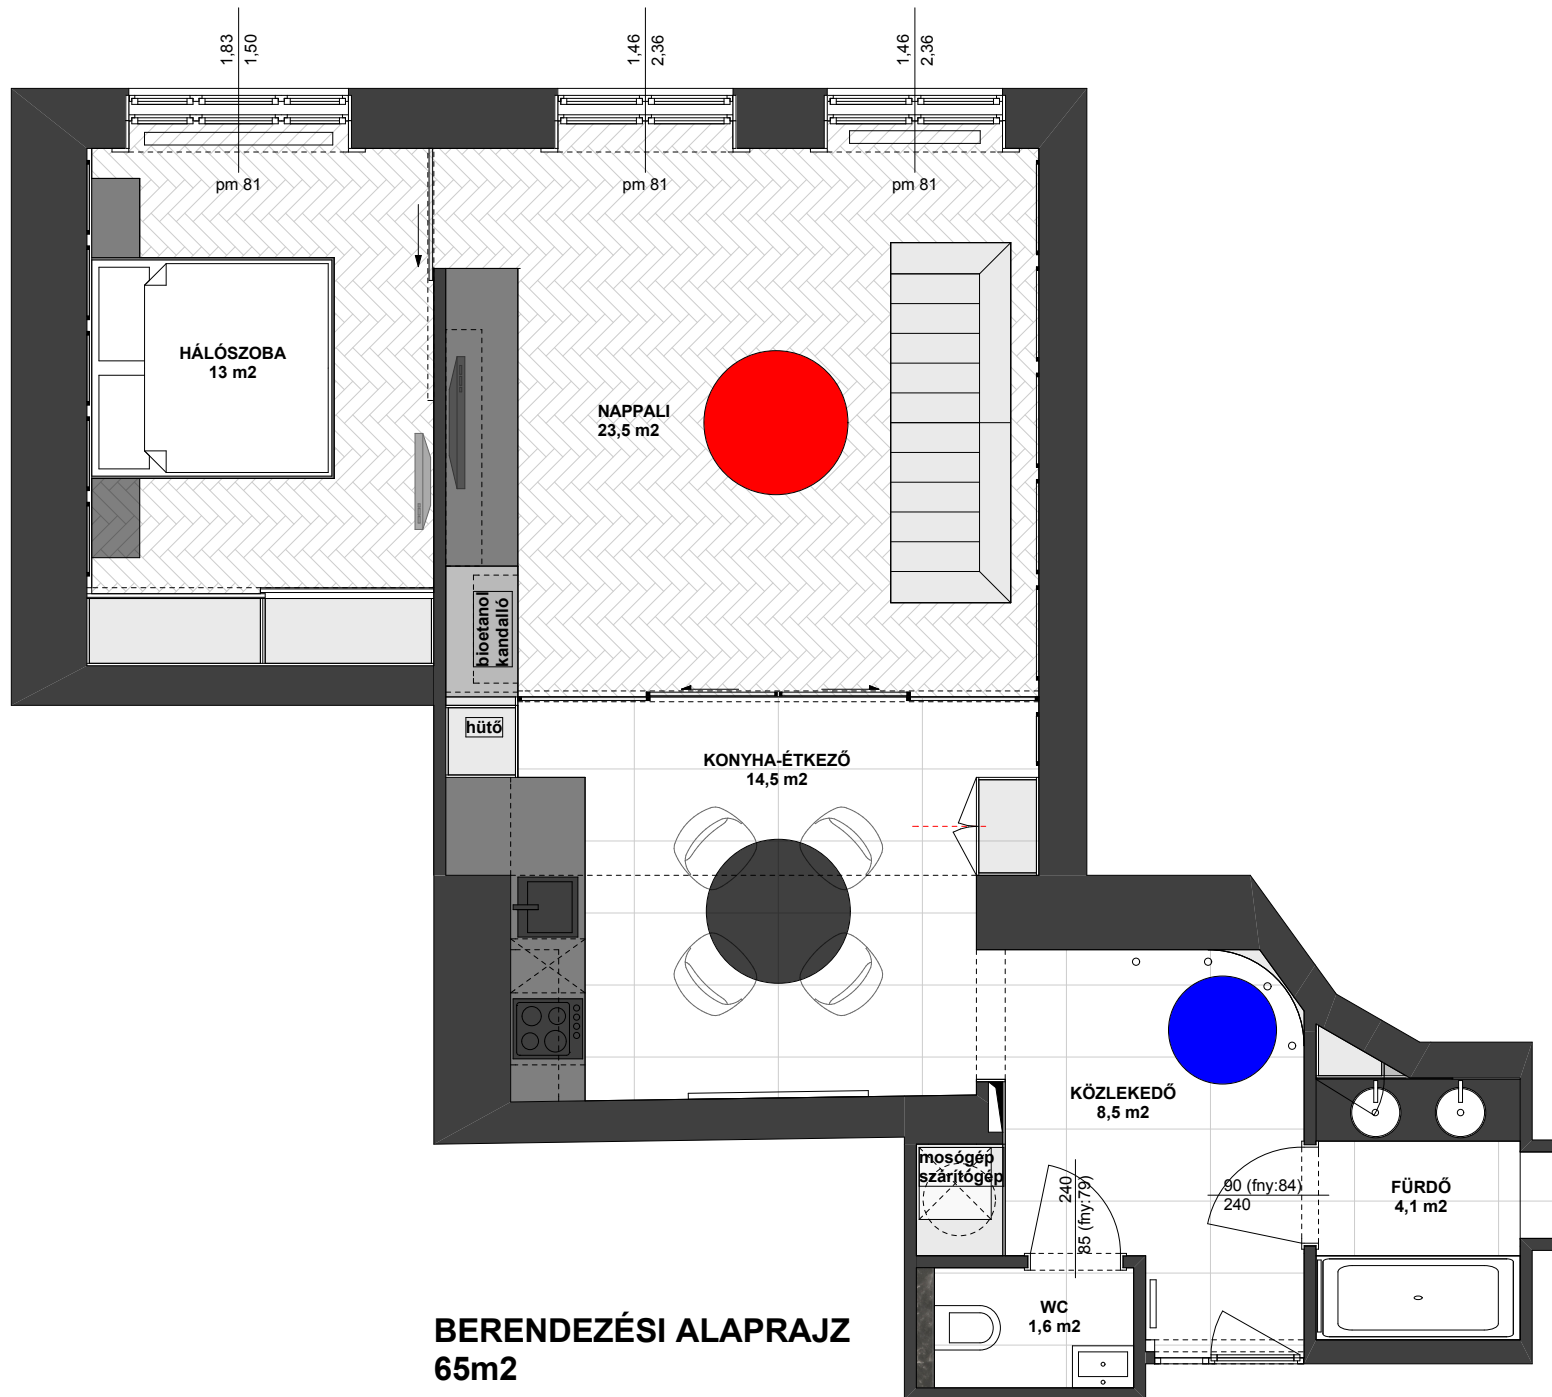 1,83
1,50
1,46
2,36
1,46
2,36
pm 81
pm 81
pm 81
HÁLÓSZOBA
13 m2
NAPPALI
23,5 m2
bioetanol
kandalló
hütő
KONYHA-ÉTKEZŐ
14,5 m2
KÖZLEKEDŐ
8,5 m2
mosógép
szárítógép
240
85 (fny:79)
90 (fny:84)
240
FÜRDŐ
4,1 m2
WC
1,6 m2
BERENDEZÉSI ALAPRAJZ
65m2